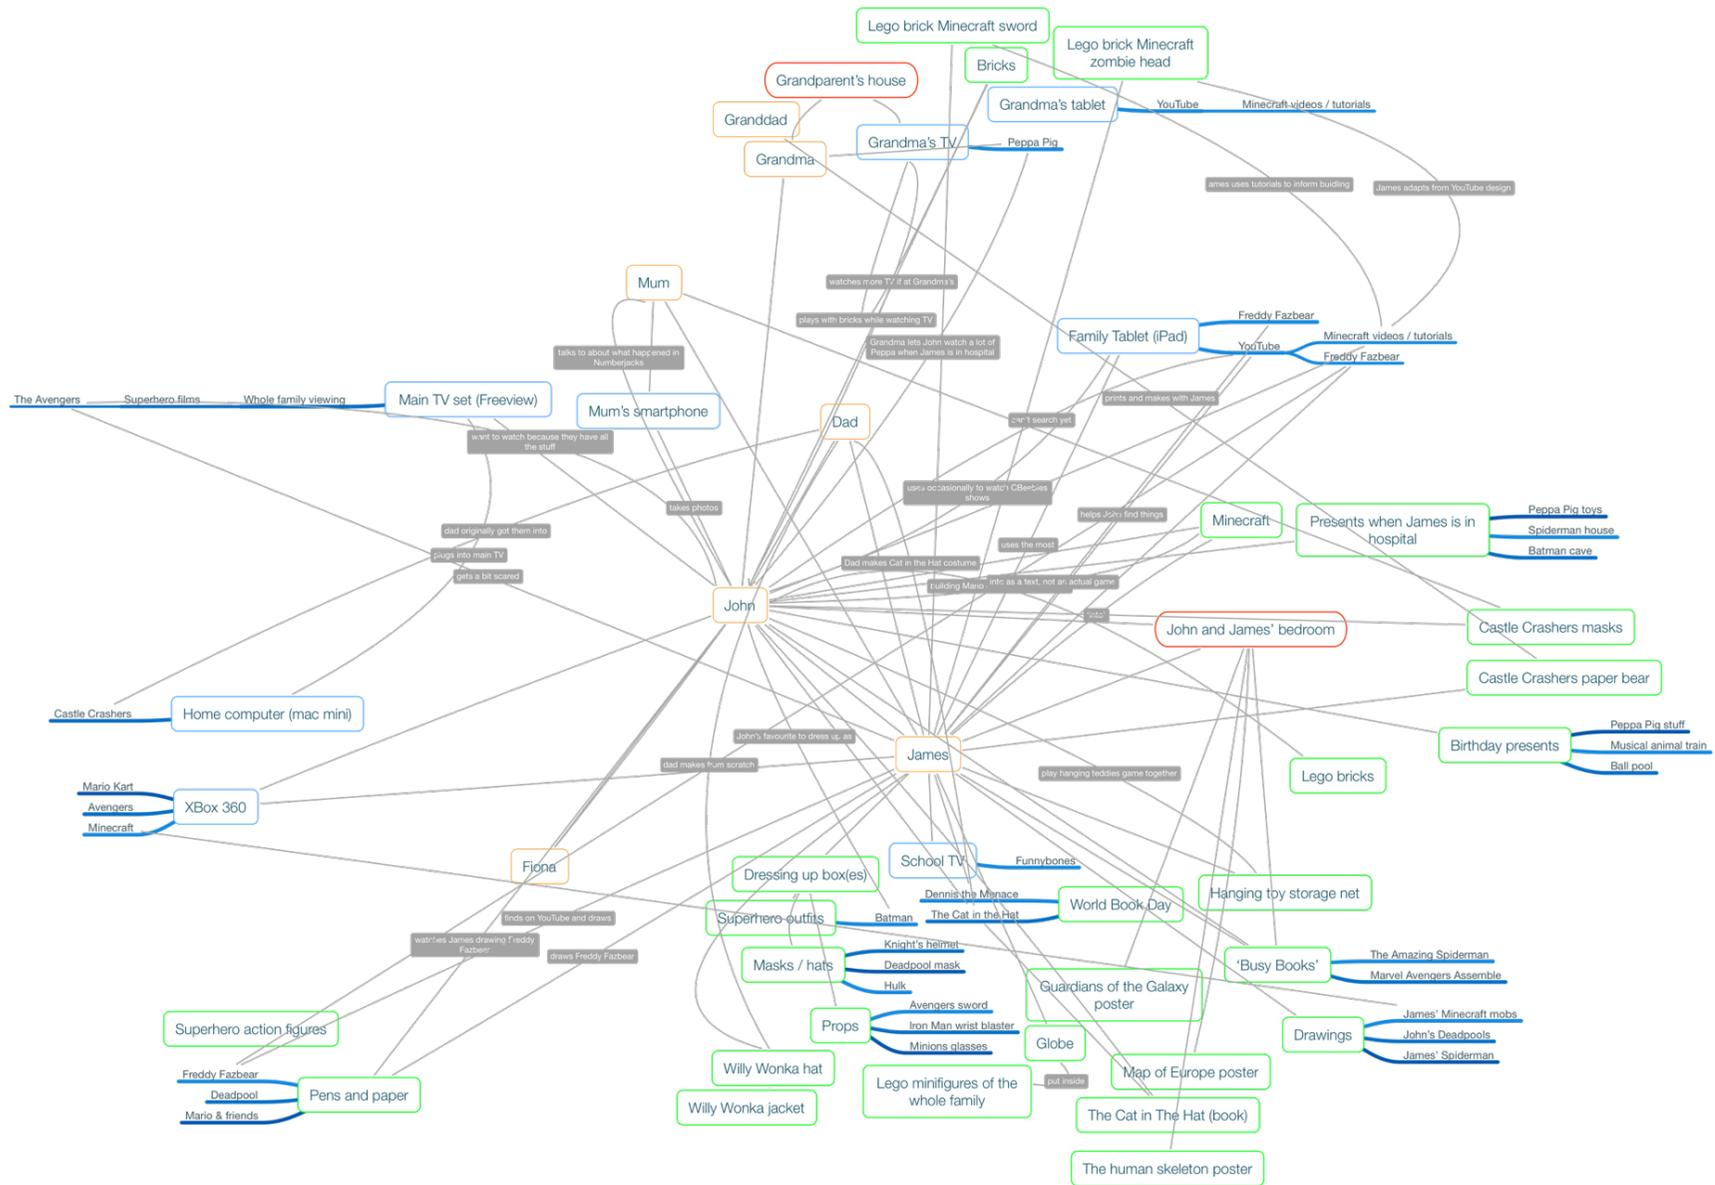 Lego brick Minecraft sword
Lego brick Minecraft
zombie head
Bricks
Grandparent's house
Grandma's tablet
YouTube
Minecraft videos / tutorials
Granddad
Grandma's TV
Peppa Pig
Grandma
ames uses tutorials to inform buidling
James adapts from YouTube design
Mum
watches more TV if at Grandma's
plays with bricks while watching TV
Grandma lets John watch a lot of
Peppa when James is in hospital
Family Tablet (iPad)
Freddy Fazbear
YouTube
Minecraft videos / tutorials
Freddy Fazbear
talks to about what happened in
Numberjacks
The Avengers
Superhero films
Whole family viewing
Main TV set (Freeview)
Mum's smartphone
prints and makes with James
Dad
can't search yet
want to watch because they have all
the stuff
uses occasionally to watch CBeebies
shows
takes photos
helps John find things
Minecraft
Presents when James is in
hospital
Peppa Pig toys
Spiderman house
Batman cave
dad originally got them into
plugs into main TV
gets a bit scared
uses the most
Dad makes Cat in the Hat costume
building Mario
into as a text, not an actual game
John
John and James' bedroom
Castle Crashers masks
Castle Crashers paper bear
Castle Crashers
Home computer (mac mini)
John's favourite to dress up as
James
dad makes from scratch
play hanging teddies game together
Lego bricks
Birthday presents
Peppa Pig stuff
Musical animal train
Ball pool
Mario Kart
Avengers
Minecraft
XBox 360
Fiona
Dressing up box(es)
School TV
Funnybones
Hanging toy storage net
Dennis the Menace
The Cat in the Hat
World Book Day
Superhero outfits
Batman
finds on YouTube and draws
watches James drawing Freddy
Fazbear
draws Freddy Fazbear
Masks / hats
Knight's helmet
Deadpool mask
Hulk
'Busy Books'
The Amazing Spiderman
Marvel Avengers Assemble
Guardians of the Galaxy
poster
Superhero action figures
Props
Avengers sword
Iron Man wrist blaster
Minions glasses
Globe
Drawings
James' Minecraft mobs
John's Deadpools
James' Spiderman
Willy Wonka hat
Map of Europe poster
put inside
Freddy Fazbear
Deadpool
Mario & friends
Pens and paper
Lego minifigures of the
whole family
Willy Wonka jacket
The Cat in The Hat (book)
The human skeleton poster